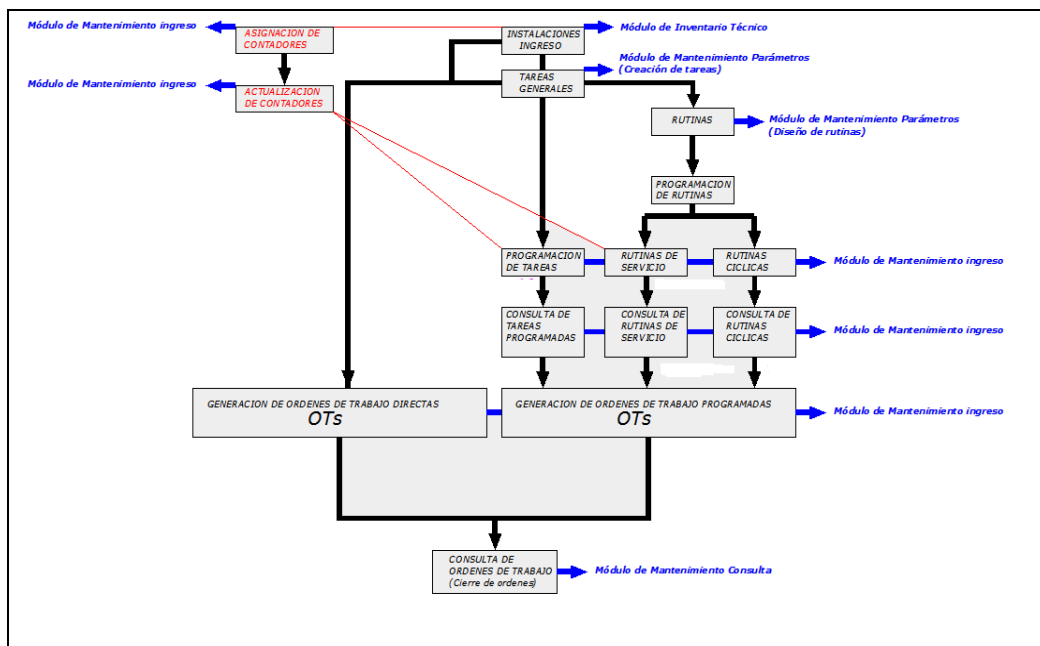 Módulo de Mantenimiento ingreso
ASIGNACION DE
CONTADORES
INSTALACIONES
INGRESO
Módulo de Inventario Técnico
Módulo de Mantenimiento Parámetros
(Creación de tareas)
Módulo de Mantenimiento ingreso
ACTUALIZACION
DE CONTADORES
TAREAS
GENERALES
RUTINAS
Módulo de Mantenimiento Parámetros
(Diseño de rutinas)
PROGRAMACION
DE RUTINAS
PROGRAMACION
DE TAREAS
RUTINAS DE
SERVICIO
RUTINAS
CICLICAS
Módulo de Mantenimiento ingreso
CONSULTA DE
TAREAS
PROGRAMADAS
CONSULTA DE
RUTINAS DE
SERVICIO
CONSULTA DE
RUTINAS
CICLICAS
Módulo de Mantenimiento ingreso
GENERACION DE ORDENES DE TRABAJO DIRECTAS
OTs
GENERACION DE ORDENES DE TRABAJO PROGRAMADAS
OTs
Módulo de Mantenimiento ingreso
CONSULTA DE
ORDENES DE TRABAJO
(Cierre de ordenes)
Módulo de Mantenimiento Consulta